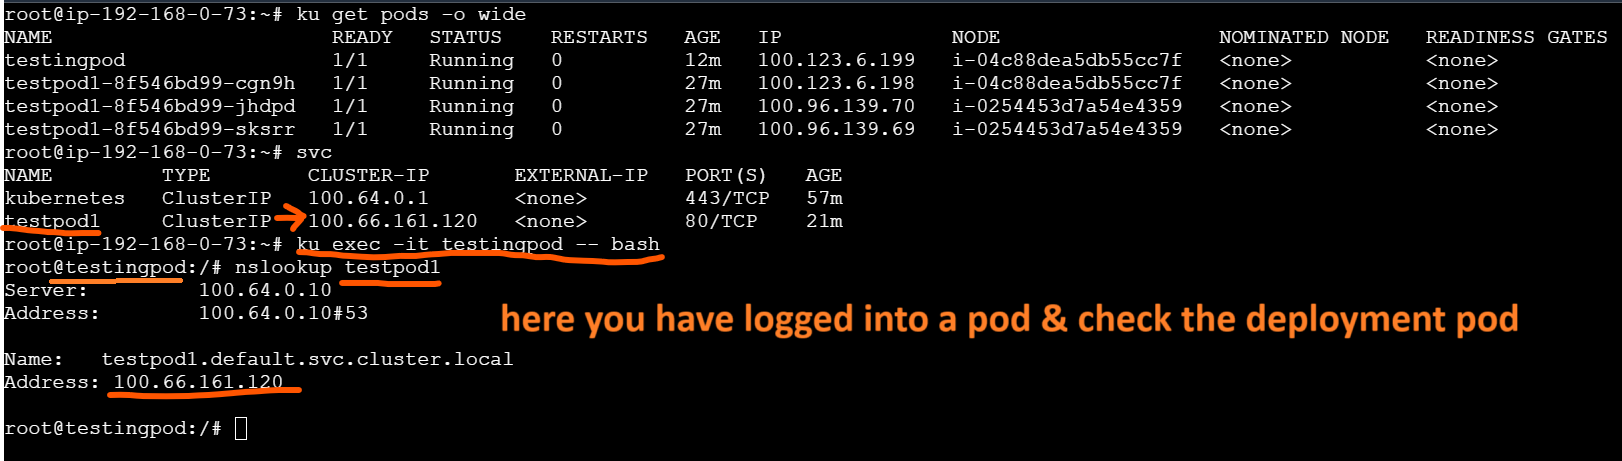 root@ip-192-168-0-73:~# ku get pods -o wide
NAME READY STATUS RESTARTS AGE IP NODE NOMINATED NODE READINESS GATES
testingpod 1/1 Running 0 12m 100.123.6.199 i-04c88dea5db55cc7f <none> <none>
testpod1-8f546bd99-cgn9h 1/1 Running 0 27m 100.123.6.198 i-04c88dea5db55cc7f <none> <none>
testpod1-8f546bd99-jhdpd 1/1 Running 0 27m 100.96.139.70 i-0254453d7a54e4359 <none> <none>
testpod1-8f546bd99-sksrr 1/1 Running 0 27m 100.96.139.69 i-0254453d7a54e4359 <none> <none>
root@ip-192-168-0-73:~# svc
NAME TYPE CLUSTER-IP EXTERNAL-IP PORT(S) AGE
kubernetes ClusterIP 100.64.0.1 <none> 443/TCP 57m
testpod1 ClusterIP 100.66.161.120 <none> 80/TCP 21m
root@ip-192-168-0-73:~# ku exec -it testingpod -- bash
root@testingpod:/# nslookup testpod1
Server: 100.64.0.10
Address: 100.64.0.10#53
here you have logged into a pod & check the deployment pod
Name: testpod1.default.svc.cluster.local
Address: 100.66.161.120
root@testingpod:/#